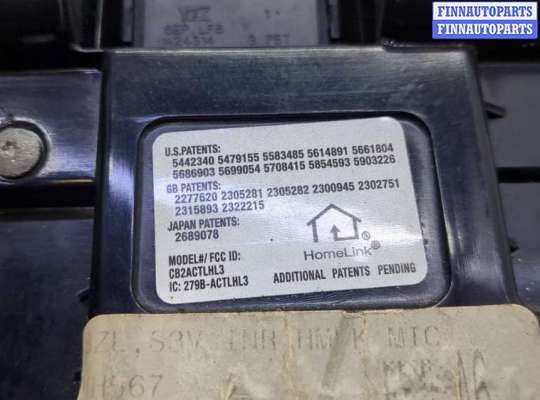 FINNAUTOPARTS
FINNAUTOPARTS
FINNAUTOPARTS
U.S.PATENTS:
5442340 5479155 5583485 5614891 5661804
5686903 5699054 5708415 5854593 5903226
GB PATENTS:
2277620 2305281 2305282 2300945 2302751
2315893 2322215
JAPAN PATENTS:
2689078
MODEL#/ FCC ID:
CB2ACTLHL3
IC: 279B-ACTLHL3
HomeLink®
ADDITIONAL PATENTS PENDING